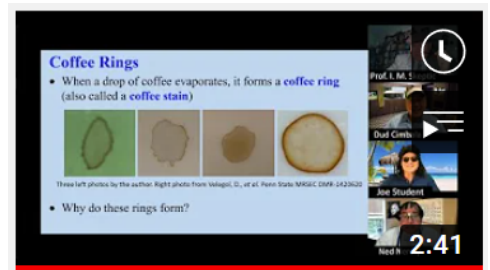 Coffee Rings
• When a drop of coffee evaporates, it forms a coffee ring
(also called a coffee stain)
Three left photos by the author. Right photo from Velegol, D., et al. Penn State MRSEC DMR-1420620
• Why do these rings form?
Prof. I. M.
Dud
Joe Student
Ned
2:41